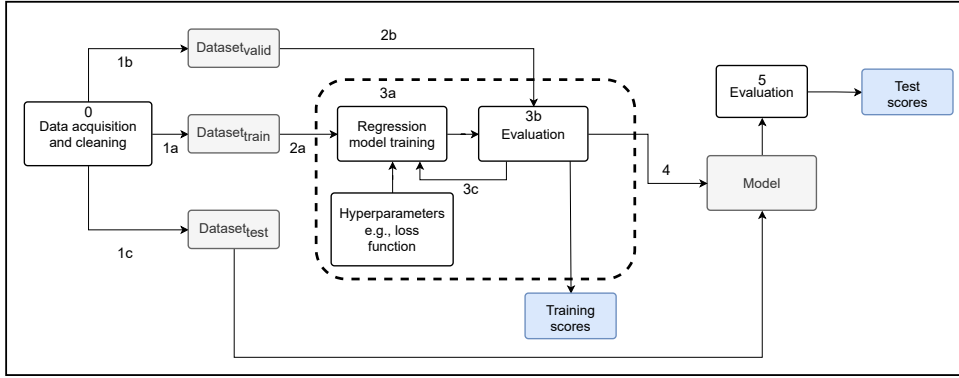 2b
Dataset_valid
1b
0
Data acquisition
and cleaning
1a
Dataset_train
2a
3a
Regression
model training
3b
Evaluation
3c
Hyperparameters
e.g., loss
function
4
5
Evaluation
Test
scores
Model
Dataset_test
1c
Training
scores